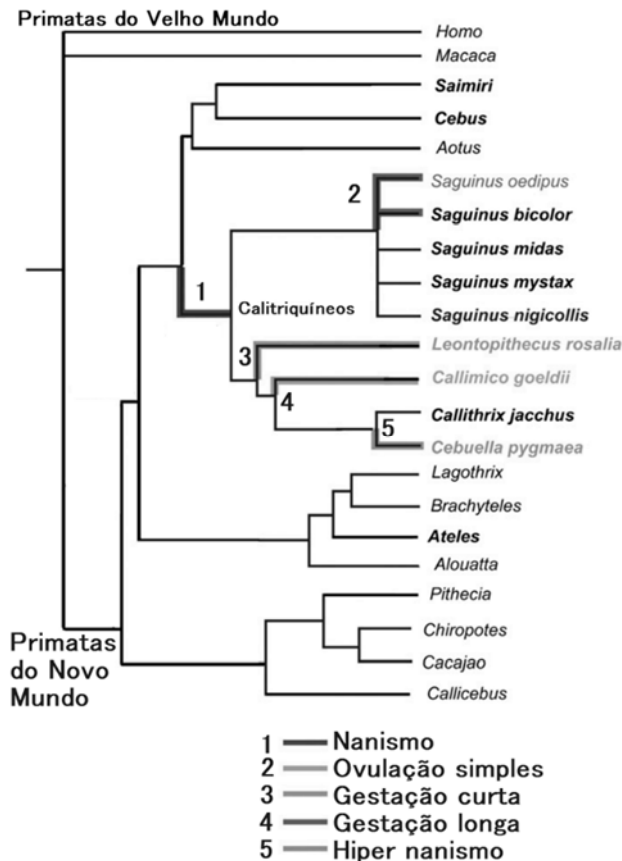 Primatas do Velho Mundo
Homo
Macaca
Saimiri
Cebus
Aotus
2
Saguinus oedipus
Saguinus bicolor
1
Saguinus midas
Calitriquíneos
Saguinus mystax
Saguinus nigicollis
3
Leontopithecus rosalia
4
Callimico goeldii
5
Callithrix jacchus
Cebuella pygmaea
Lagothrix
Brachyteles
Ateles
Alouatta
Pithecia
Primatas
do Novo
Mundo
Chiropotes
Cacajao
Callicebus
1 Nanismo
2 Ovulação simples
3 Gestação curta
4 Gestação longa
5 Hiper nanismo